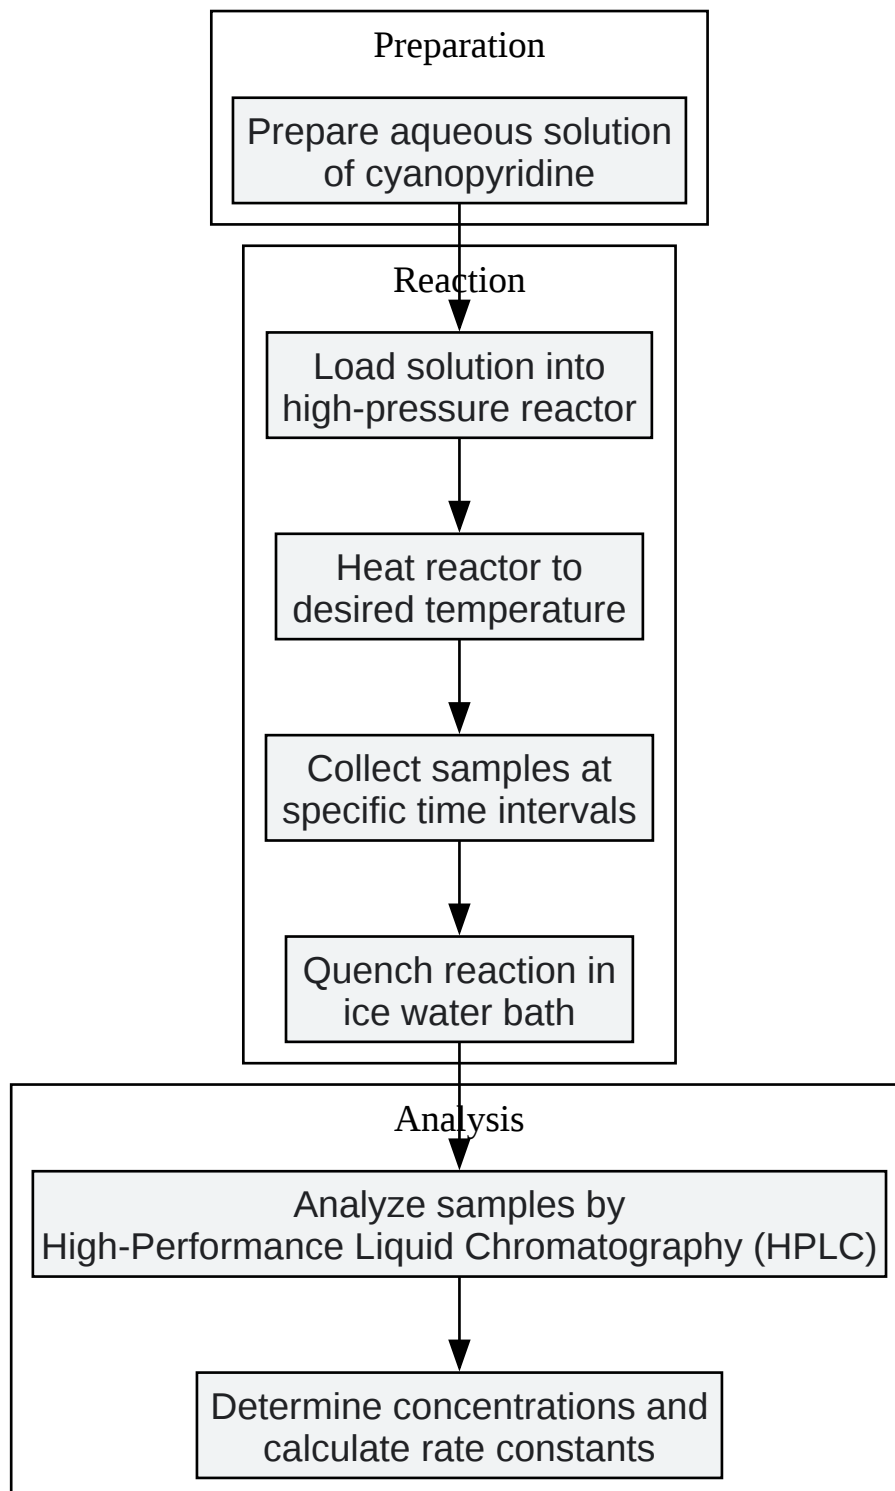 Preparation
Prepare aqueous solution
of cyanopyridine
Reaction
Load solution into
high-pressure reactor
Heat reactor to
desired temperature
Collect samples at
specific time intervals
Quench reaction in
ice water bath
Analysis
Analyze samples by
High-Performance Liquid Chromatography (HPLC)
Determine concentrations and
calculate rate constants